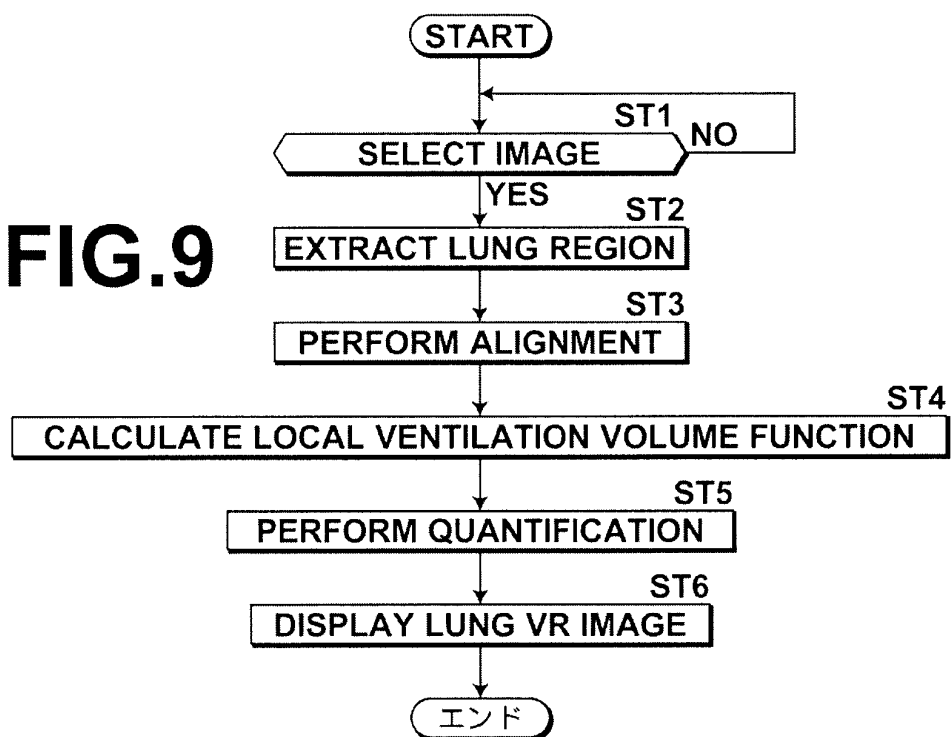 START
ST1
SELECT IMAGE
NO
YES
ST2
EXTRACT LUNG REGION
FIG.9
ST3
PERFORM ALIGNMENT
ST4
CALCULATE LOCAL VENTILATION VOLUME FUNCTION
ST5
PERFORM QUANTIFICATION
ST6
DISPLAY LUNG VR IMAGE
エンド